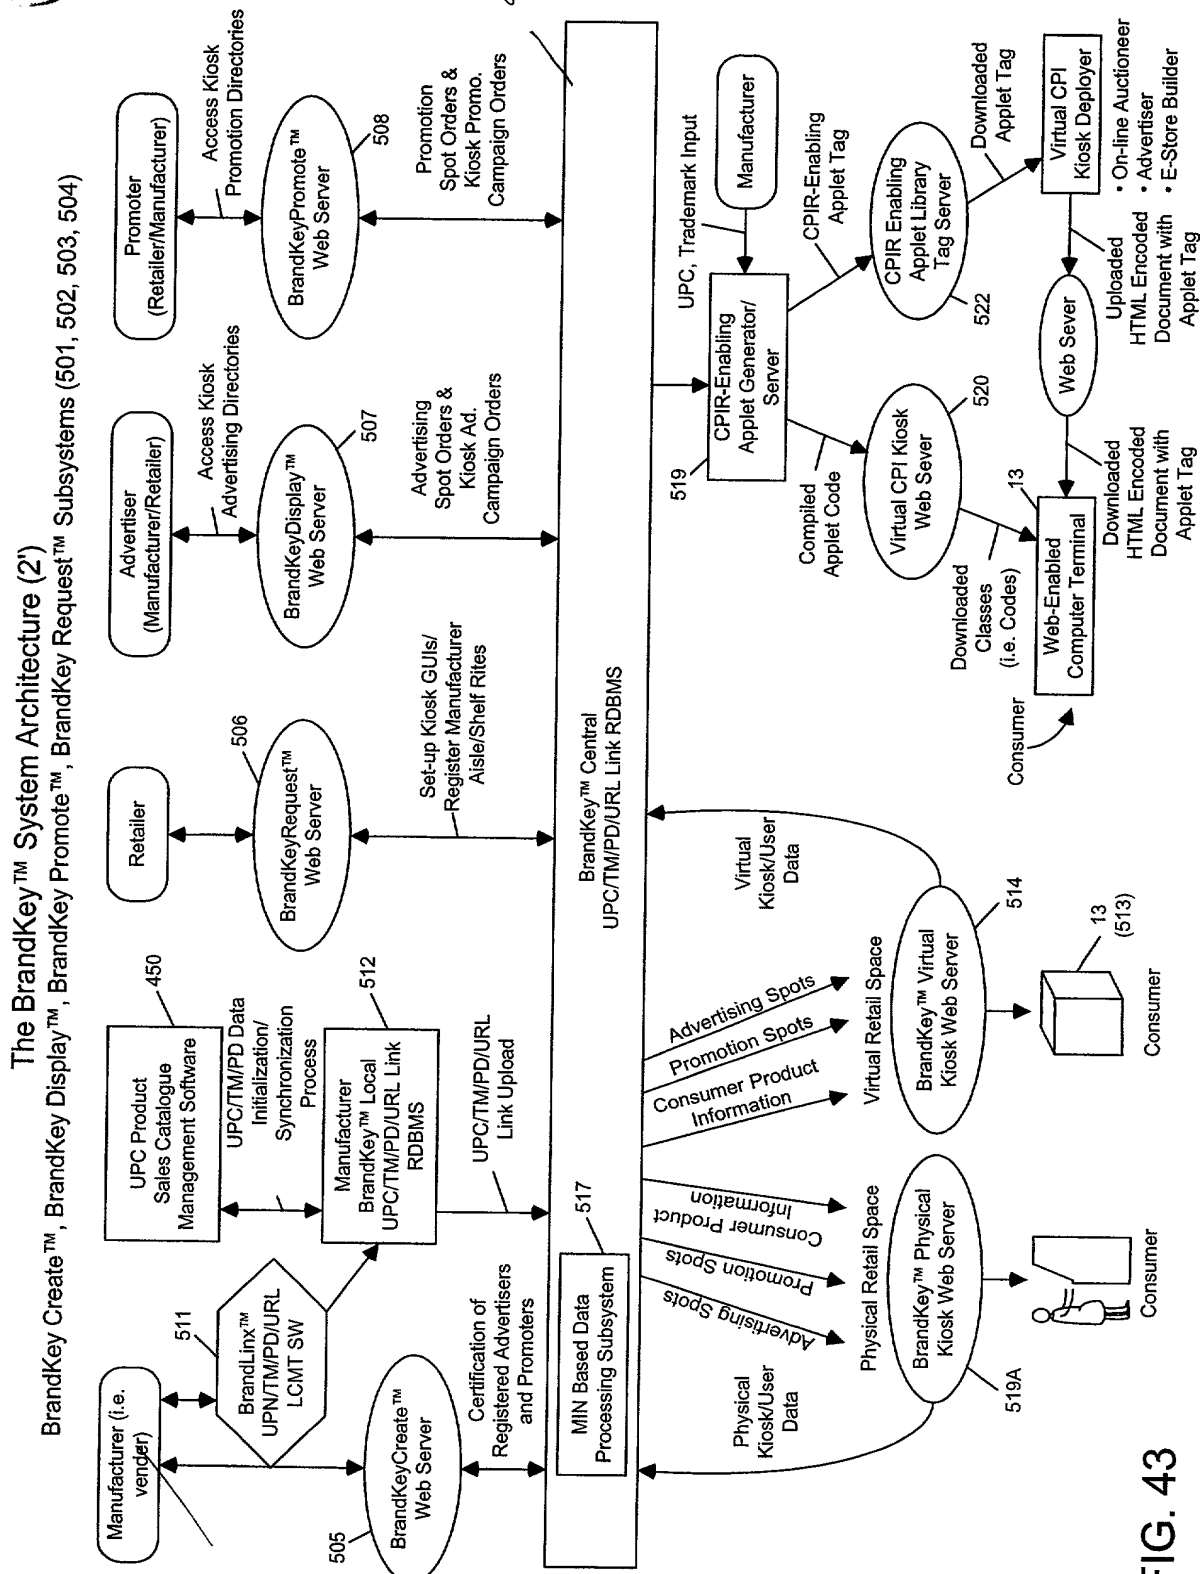 The BrandKey™ System Architecture (2')
BrandKey Create™, BrandKey Display™, BrandKey Promote™, BrandKey Request™ Subsystems (501, 502, 503, 504)
Manufacturer (i.e.
vender)
511
BrandLinx™
UPN/TM/PD/URL
LCMT SW
505
BrandKeyCreate™
Web Server
Certification of
Registered Advertisers
and Promoters
UPC Product
Sales Catalogue
Management Software
450
UPC/TM/PD Data
Initialization/
Synchronization
Process
Manufacturer
BrandKey™ Local
UPC/TM/PD/URL Link
RDBMS
512
UPC/TM/PD/URL
Link Upload
Retailer
BrandKeyRequest™
Web Server
506
Set-up Kiosk GUIs/
Register Manufacturer
Aisle/Shelf Rites
Advertiser
(Manufacturer/Retailer)
Access Kiosk
Advertising Directories
BrandKeyDisplay™
Web Server
507
Advertising
Spot Orders &
Kiosk Ad.
Campaign Orders
Promoter
(Retailer/Manufacturer)
Access Kiosk
Promotion Directories
BrandKeyPromote™
Web Server
508
Promotion
Spot Orders &
Kiosk Promo.
Campaign Orders
MIN Based Data
Processing Subsystem
517
BrandKey™ Central
UPC/TM/PD/URL Link RDBMS
Physical
Kiosk/User
Data
Advertising Spots
Promotion Spots
Consumer Product
Information
Physical Retail Space
BrandKey™ Physical
Kiosk Web Server
519A
Consumer
Consumer Product
Information
Promotion Spots
Advertising Spots
Virtual Retail Space
BrandKey™ Virtual
Kiosk Web Server
514
Virtual
Kiosk/User
Data
13
(513)
Consumer
519
CPIR-Enabling
Applet Generator/
Server
UPC, Trademark Input
Manufacturer
Compiled
Applet Code
CPIR-Enabling
Applet Tag
Virtual CPI Kiosk
Web Sever
520
CPIR Enabling
Applet Library
Tag Server
522
Downloaded
Classes
(i.e. Codes)
Downloaded
Applet Tag
Consumer
13
Web-Enabled
Computer Terminal
Downloaded
HTML Encoded
Document with
Applet Tag
Web Sever
Uploaded
HTML Encoded
Document with
Applet Tag
Virtual CPI
Kiosk Deployer
• On-line Auctioneer
• Advertiser
• E-Store Builder
FIG. 43